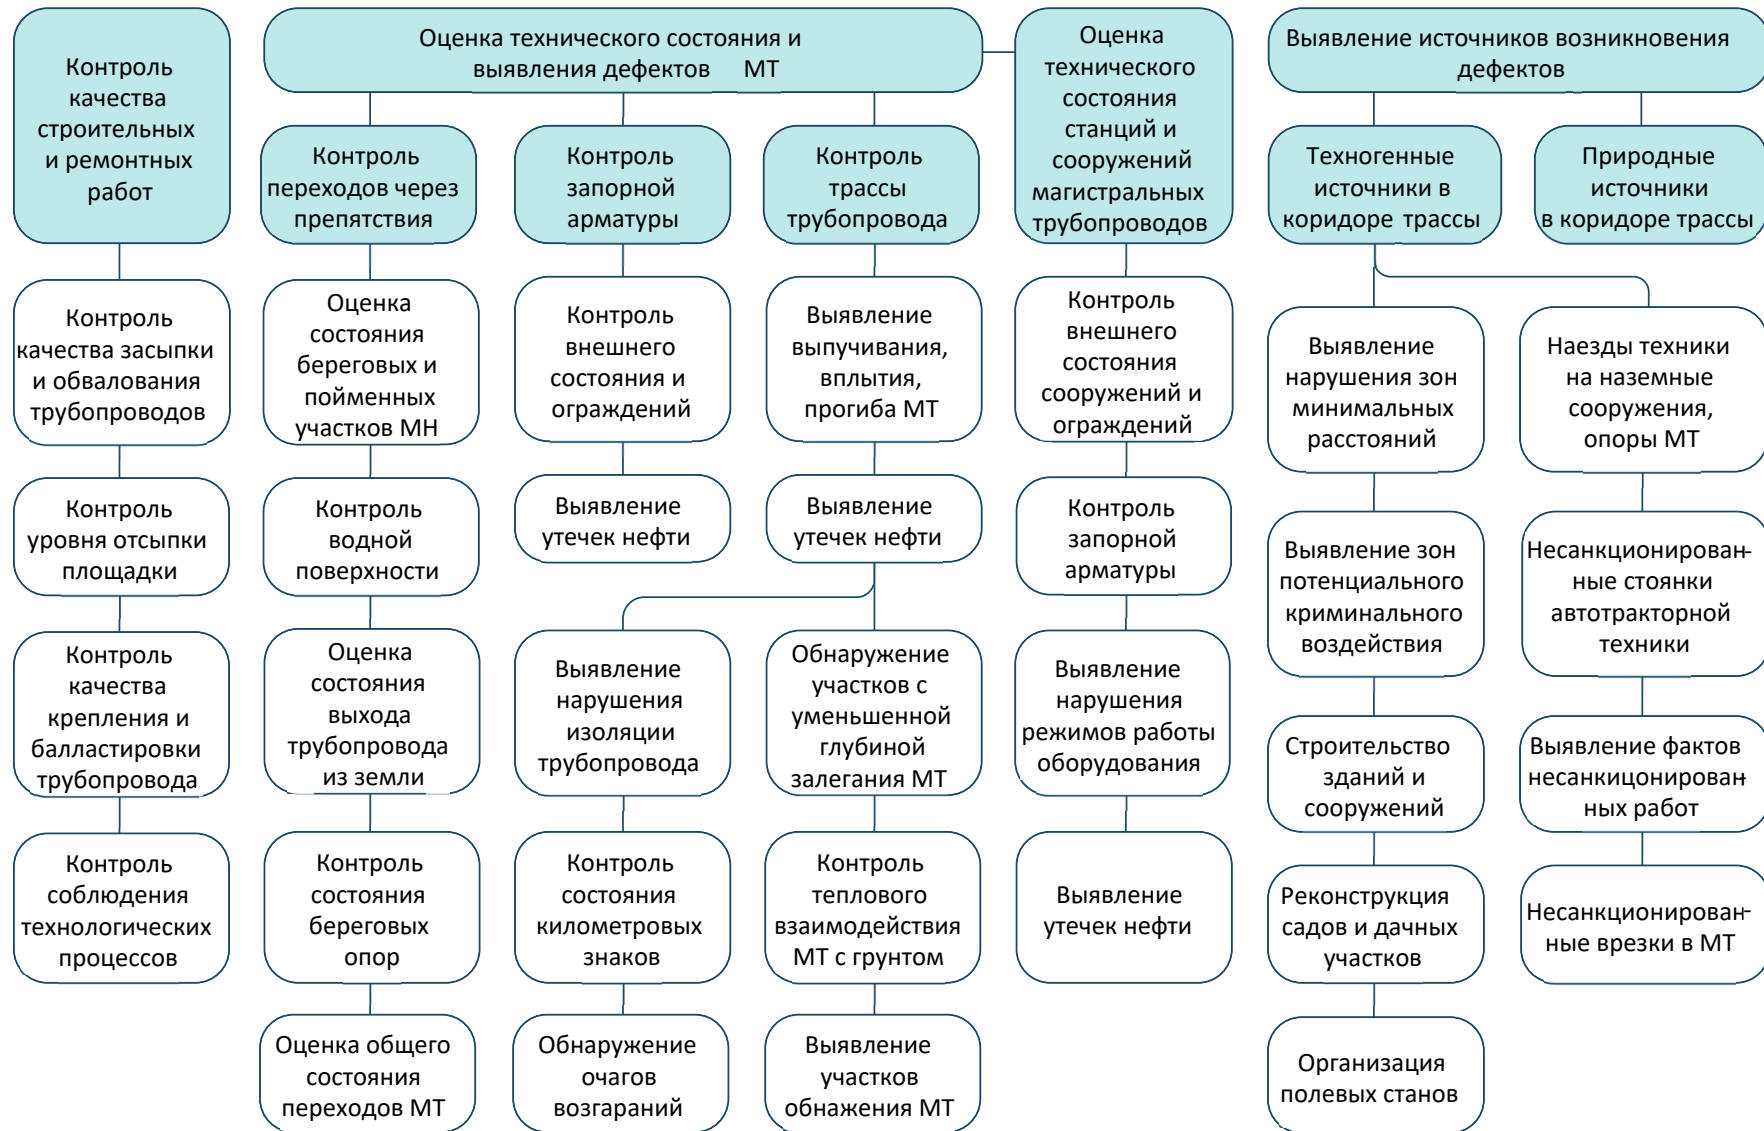 Контроль
качества
строительных
и ремонтных
работ
Контроль
качества засыпки
и обвалования
трубопроводов
Контроль
уровня отсыпки
площадки
Контроль
качества
крепления и
балластировки
трубопровода
Контроль
соблюдения
технологических
процессов
Оценка технического состояния и
выявления дефектов МТ
Контроль
переходов через
препятствия
Оценка
состояния
береговых и
пойменных
участков МН
Контроль
водной
поверхности
Оценка
состояния
выхода
трубопровода
из земли
Контроль
состояния
береговых
опор
Оценка общего
состояния
переходов МТ
Контроль
запорной
арматуры
Контроль
внешнего
состояния и
ограждений
Выявление
утечек нефти
Выявление
нарушения
изоляции
трубопровода
Контроль
состояния
километровых
знаков
Обнаружение
очагов
возгараний
Контроль
трассы
трубопровода
Выявление
выпучивания,
вплытия,
прогиба МТ
Выявление
утечек нефти
Обнаружение
участков с
уменьшенной
глубиной
залегания МТ
Контроль
теплового
взаимодействия
МТ с грунтом
Выявление
участков
обнажения МТ
Оценка
технического
состояния
станций и
сооружений
магистральных
трубопроводов
Контроль
внешнего
состояния
сооружений и
ограждений
Контроль
запорной
арматуры
Выявление
нарушения
режимов работы
оборудования
Выявление
утечек нефти
Выявление источников возникновения
дефектов
Техногенные
источники в
коридоре трассы
Выявление
нарушения зон
минимальных
расстояний
Выявление зон
потенциального
криминального
воздействия
Строительство
зданий и
сооружений
Реконструкция
садов и дачных
участков
Организация
полевых станов
Природные
источники
в коридоре трассы
Наезды техники
на наземные
сооружения,
опоры МТ
Несанкционирован-
ные стоянки
автотракторной
техники
Выявление фактов
несанкицонирован-
ных работ
Несанкционирован-
ные врезки в МТ